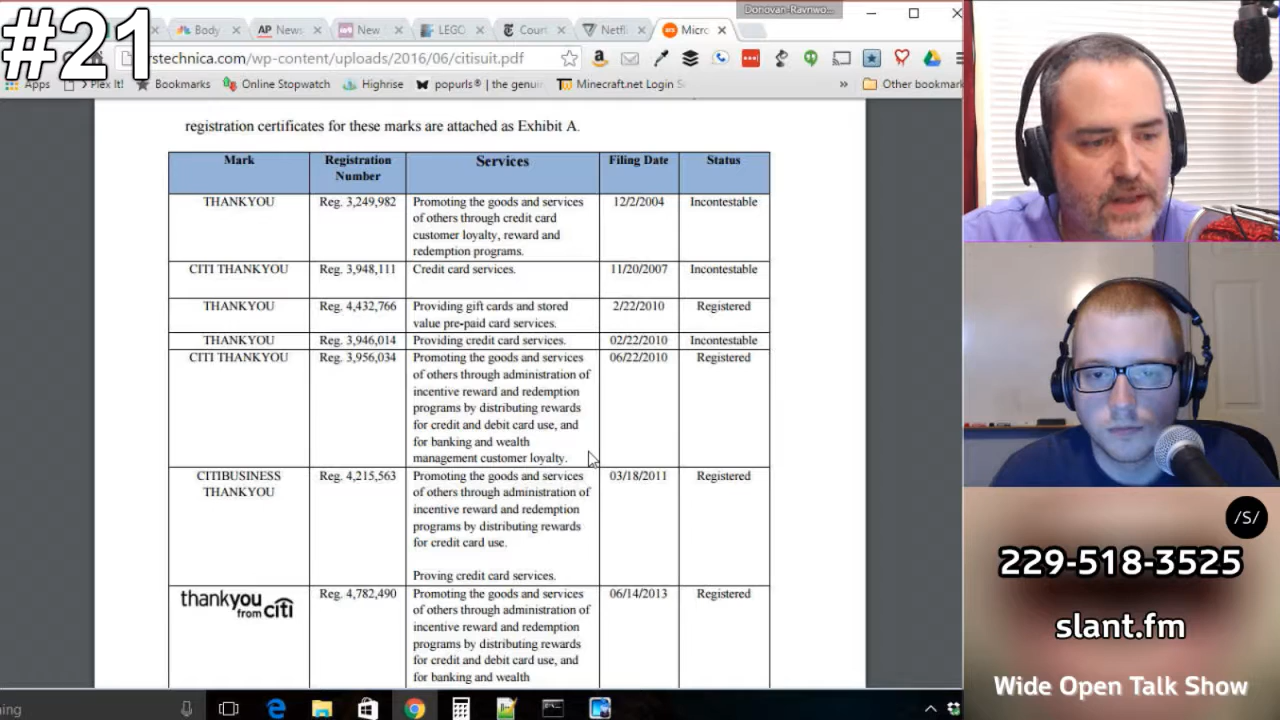 #21
Donovan-Ravnwo...
Body
AP News
New
LEGO
Court
Netfl
Micro
rstechnica.com/wp-content/uploads/2016/06/citisuit.pdf
Apps
Plex It!
Bookmarks
Online Stopwatch
Highrise
popurls® | the genui
Minecraft.net Login S
»
Other bookmark
registration certificates for these marks are attached as Exhibit A.
Mark
Registration
Number
Services
Filing Date
Status
THANKYOU
Reg. 3,249,982
Promoting the goods and services
of others through credit card
customer loyalty, reward and
redemption programs.
12/2/2004
Incontestable
CITI THANKYOU
Reg. 3,948,111
Credit card services.
11/20/2007
Incontestable
THANKYOU
Reg. 4,432,766
Providing gift cards and stored
value pre-paid card services.
2/22/2010
Registered
THANKYOU
Reg. 3,946,014
Providing credit card services.
02/22/2010
Incontestable
CITI THANKYOU
Reg. 3,956,034
Promoting the goods and services
of others through administration of
incentive reward and redemption
programs by distributing rewards
for credit and debit card use, and
for banking and wealth
management customer loyalty.
06/22/2010
Registered
CITIBUSINESS
THANKYOU
Reg. 4,215,563
Promoting the goods and services
of others through administration of
incentive reward and redemption
programs by distributing rewards
for credit card use.
Proving credit card services.
03/18/2011
Registered
thankyou
from citi
Reg. 4,782,490
Promoting the goods and services
of others through administration of
incentive reward and redemption
programs by distributing rewards
for credit and debit card use, and
for banking and wealth
06/14/2013
Registered
hing
/S/
229-518-3525
slant.fm
Wide Open Talk Show